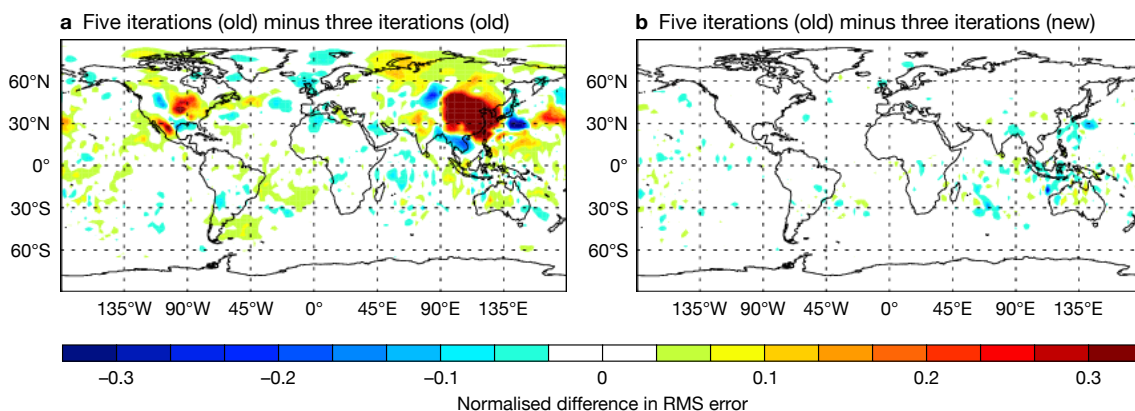 a Five iterations (old) minus three iterations (old)
b Five iterations (old) minus three iterations (new)
60°N
30°N
0°
30°S
60°S
135°W 90°W 45°W 0° 45°E 90°E 135°E
60°N
30°N
0°
30°S
60°S
135°W 90°W 45°W 0° 45°E 90°E 135°E
–0.3 –0.2 –0.1 0 0.1 0.2 0.3
Normalised difference in RMS error